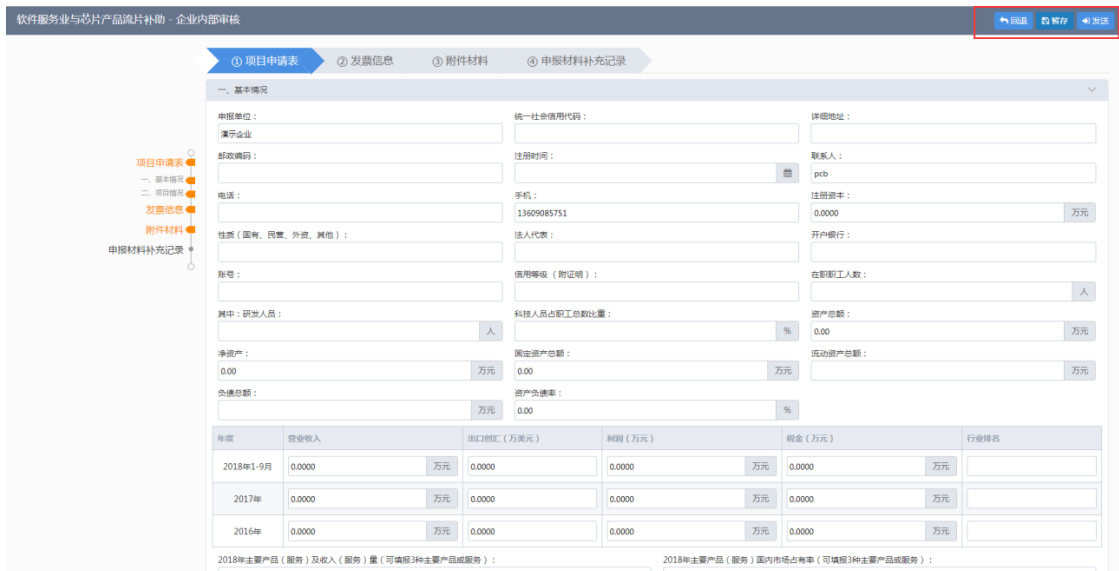 软件服务业与芯片产品流片补助 - 企业内部审核
回退 暂存 发送
① 项目申请表 ② 发票信息 ③ 附件材料 ④ 申报材料补充记录
项目申请表
一、基本情况
二、项目情况
发票信息
附件材料
申报材料补充记录
一、基本情况
申报单位： 统一社会信用代码： 详细地址：
演示企业
邮政编码： 注册时间： 联系人：
pcb
电话： 手机： 注册资本：
13609085751 0.0000 万元
性质（国有、民营、外资、其他）： 法人代表： 开户银行：
账号： 信用等级 （附证明）： 在职职工人数：
人
其中：研发人员： 科技人员占职工总数比重： 资产总额：
人 % 0.00 万元
净资产： 固定资产总额： 流动资产总额：
0.00 万元 0.00 万元 万元
负债总额： 资产负债率：
万元 0.00 %
年度 营业收入 出口创汇（万美元） 利润（万元） 税金（万元） 行业排名
2018年1-9月 0.0000 万元 0.0000 0.0000 万元 0.0000 万元
2017年 0.0000 万元 0.0000 0.0000 万元 0.0000 万元
2016年 0.0000 万元 0.0000 0.0000 万元 0.0000 万元
2018年主要产品（服务）及收入（服务）量（可填报3种主要产品或服务）： 2018年主要产品（服务）国内市场占有率（可填报3种主要产品或服务）：